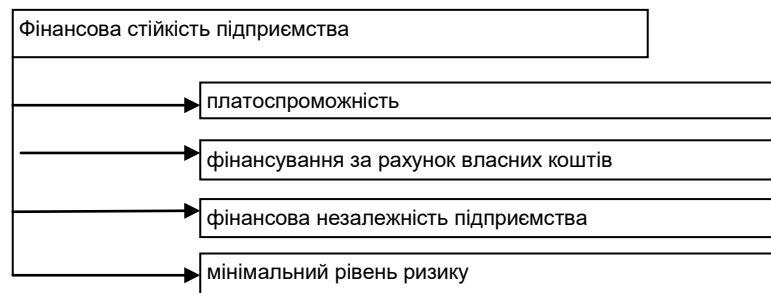 Фінансова стійкість підприємства
платоспроможність
фінансування за рахунок власних коштів
фінансова незалежність підприємства
мінімальний рівень ризику